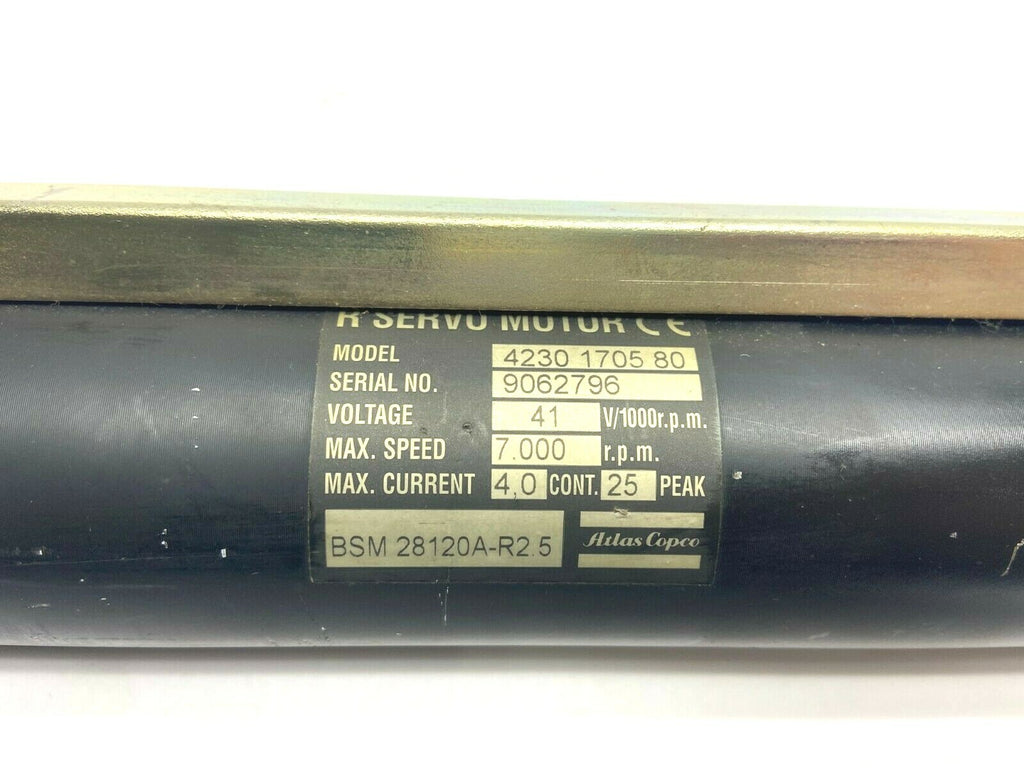 R SERVO MOTOR CE
MODEL 4230 1705 80
SERIAL NO. 9062796
VOLTAGE 41 V/1000r.p.m.
MAX. SPEED 7.000 r.p.m.
MAX. CURRENT 4,0 CONT. 25 PEAK
BSM 28120A-R2.5 Atlas Copco